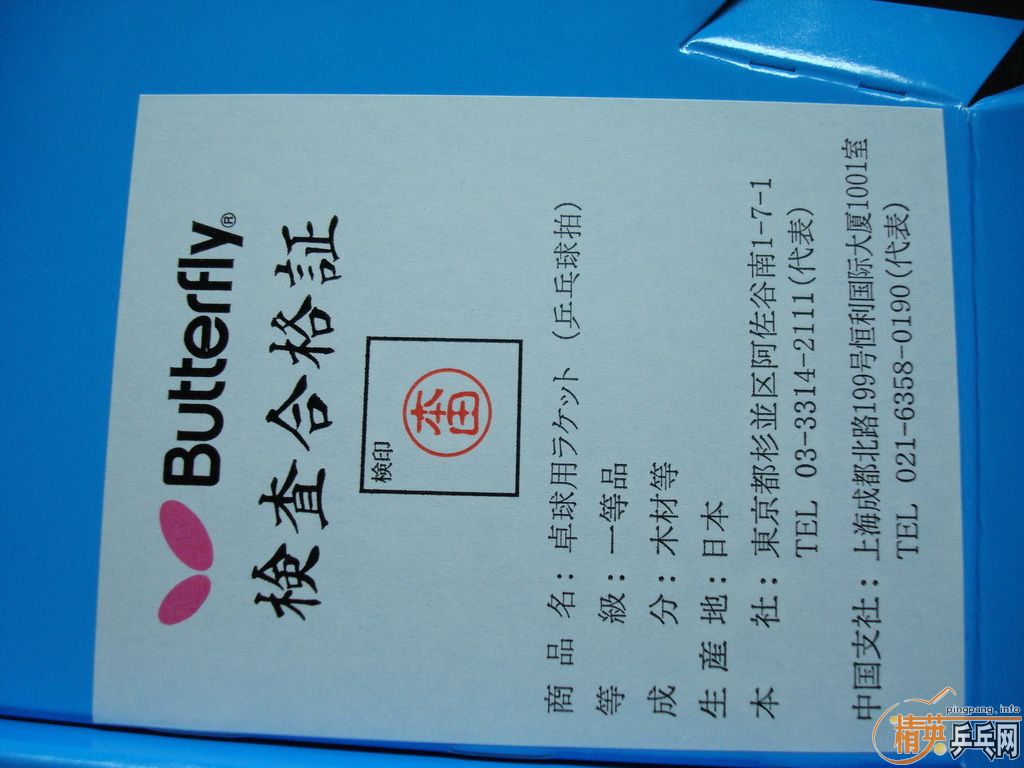 Butterfly®
検査合格証
検印
本田
商品名：卓球用ラケット（乒乓球拍）
等級：一等品
成分：木材等
生産地：日本
本社：東京都杉並区阿佐谷南1-7-1
TEL 03-3314-2111(代表)
中国支社：上海成都北路199号恒利国际大厦1001室
TEL 021-6358-0190(代表)
pingpang.info
精英乒乓网